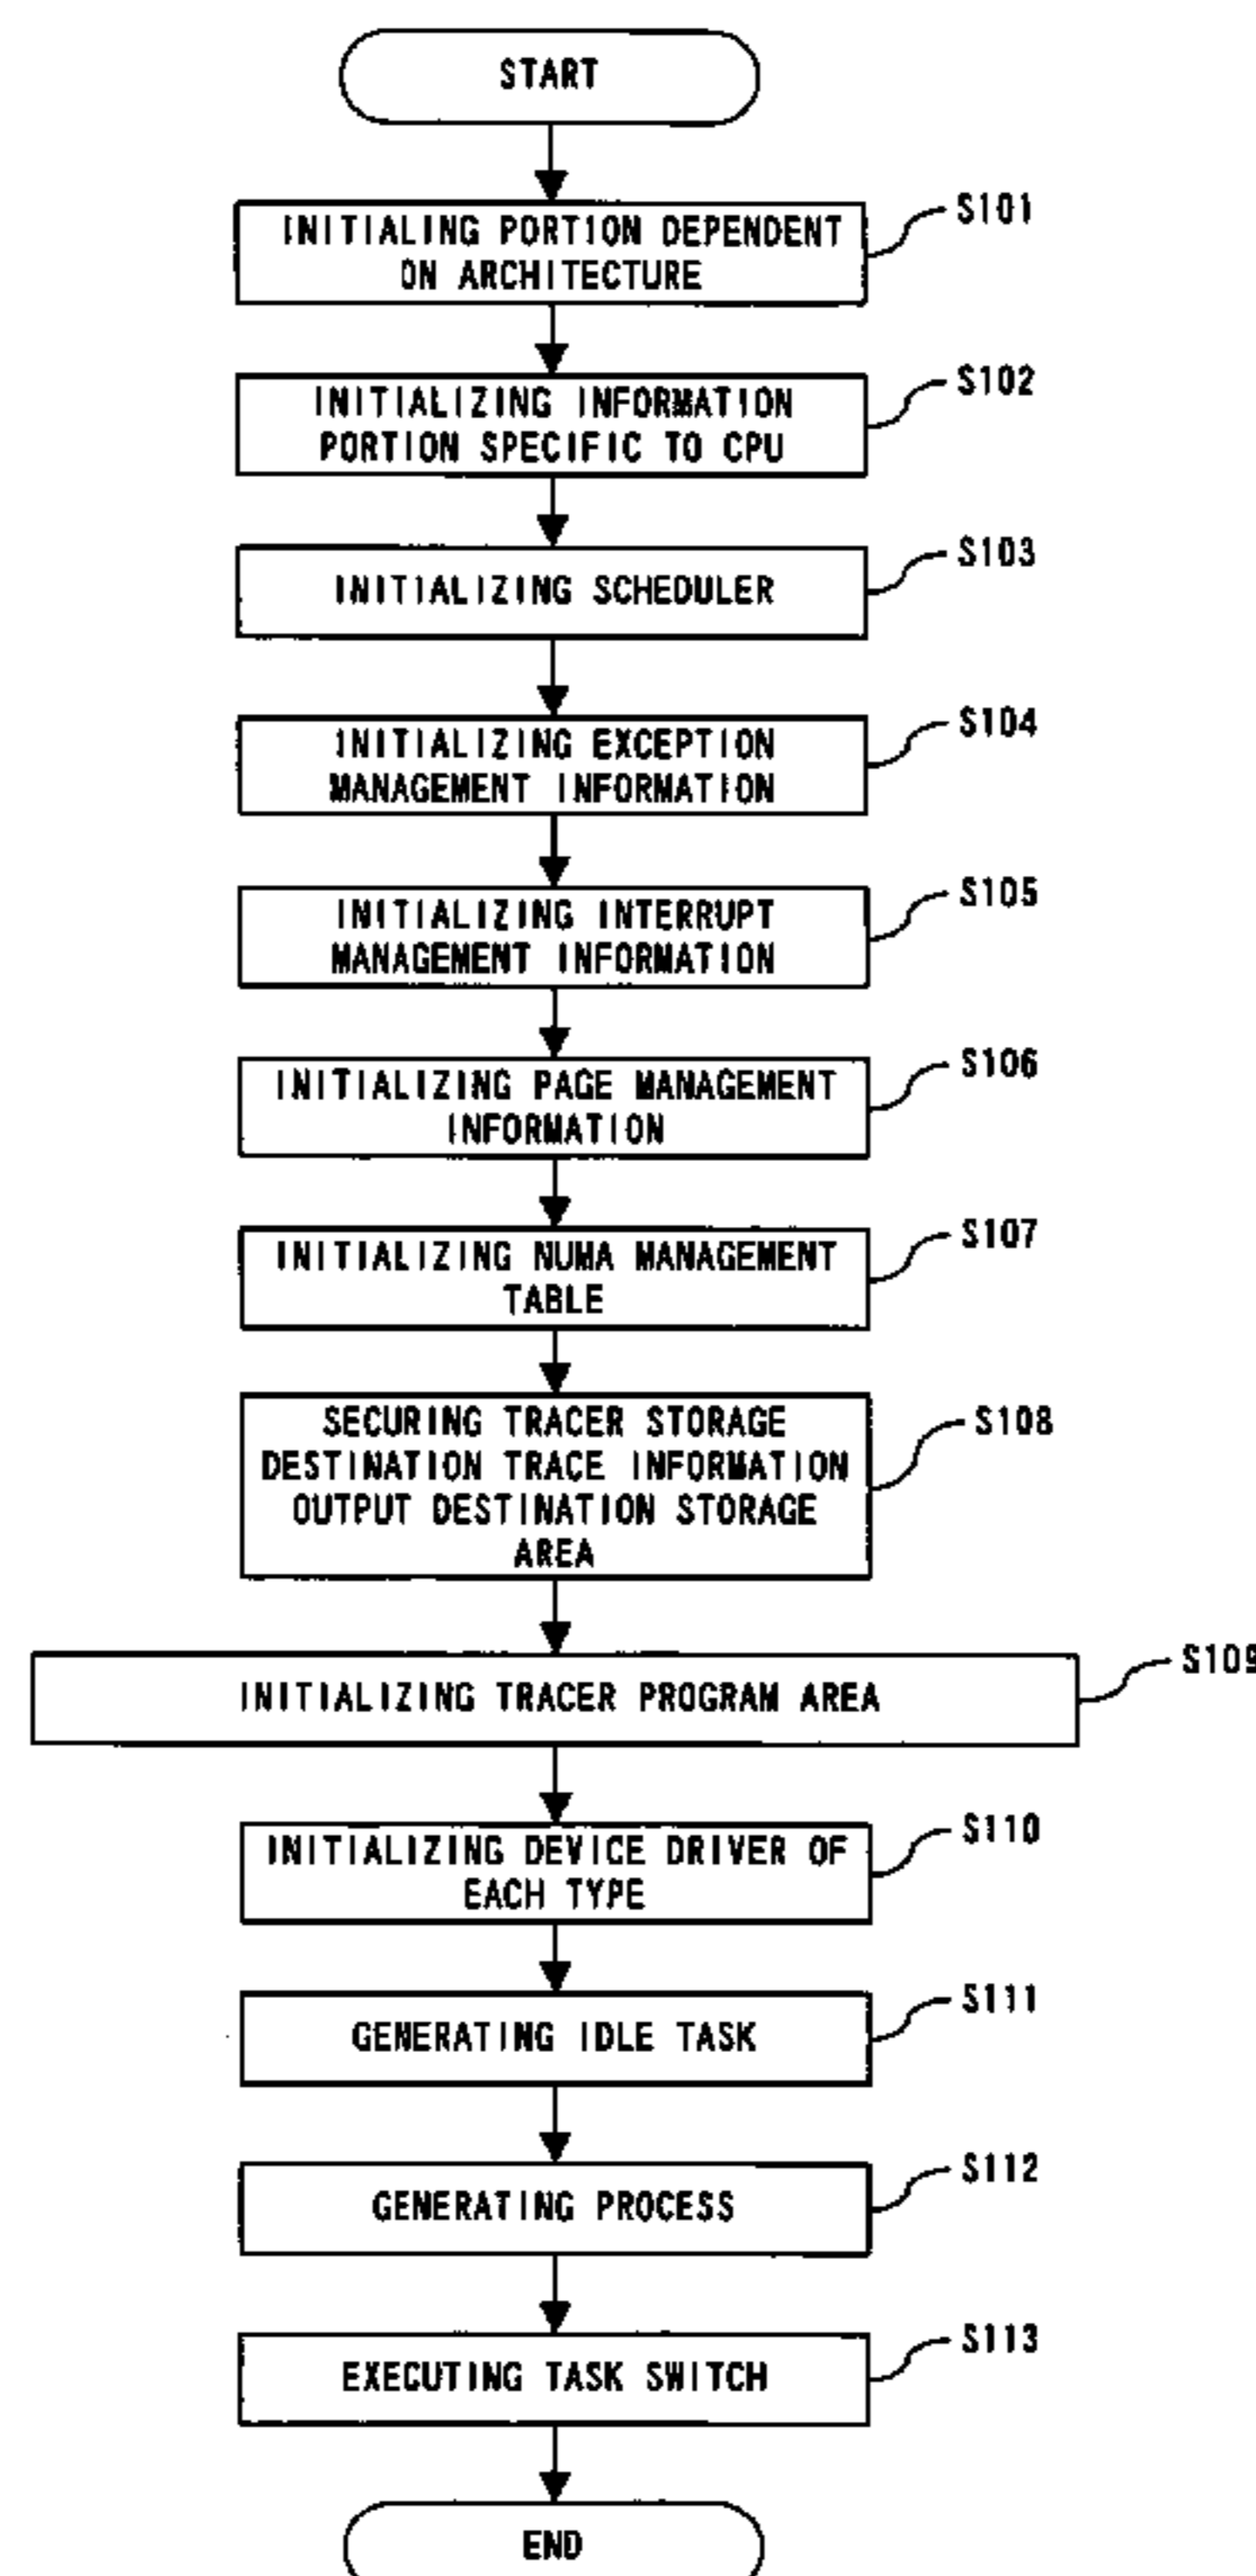 START
S101
INITIALING PORTION DEPENDENT
ON ARCHITECTURE
S102
INITIALIZING INFORMATION
PORTION SPECIFIC TO CPU
S103
INITIALIZING SCHEDULER
S104
INITIALIZING EXCEPTION
MANAGEMENT INFORMATION
S105
INITIALIZING INTERRUPT
MANAGEMENT INFORMATION
S106
INITIALIZING PAGE MANAGEMENT
INFORMATION
S107
INITIALIZING NUMA MANAGEMENT
TABLE
S108
SECURING TRACER STORAGE
DESTINATION TRACE INFORMATION
OUTPUT DESTINATION STORAGE
AREA
S109
INITIALIZING TRACER PROGRAM AREA
S110
INITIALIZING DEVICE DRIVER OF
EACH TYPE
S111
GENERATING IDLE TASK
S112
GENERATING PROCESS
S113
EXECUTING TASK SWITCH
END